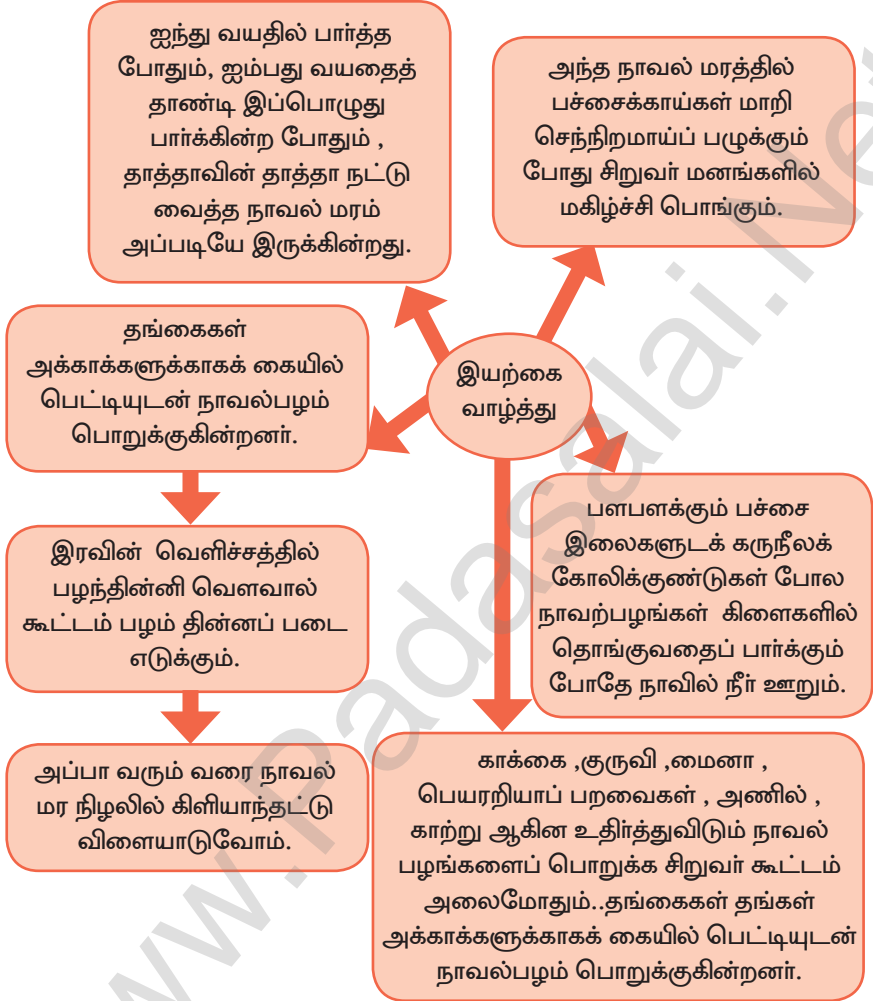 ஐந்து வயதில் பார்த்த
போதும், ஐம்பது வயதைத்
தாண்டி இப்பொழுது
பார்க்கின்ற போதும் ,
தாத்தாவின் தாத்தா நட்டு
வைத்த நாவல் மரம்
அப்படியே இருக்கின்றது.
அந்த நாவல் மரத்தில்
பச்சைக்காய்கள் மாறி
செந்நிறமாய்ப் பழுக்கும்
போது சிறுவர் மனங்களில்
மகிழ்ச்சி பொங்கும்.
இயற்கை
வாழ்த்து
தங்கைகள்
அக்காக்களுக்காகக் கையில்
பெட்டியுடன் நாவல்பழம்
பொறுக்குகின்றனர்.
இரவின் வெளிச்சத்தில்
பழந்தின்னி வௌவால்
கூட்டம் பழம் தின்னப் படை
எடுக்கும்.
அப்பா வரும் வரை நாவல்
மர நிழலில் கிளியாந்தட்டு
விளையாடுவோம்.
பளபளக்கும் பச்சை
இலைகளுடக் கருநீலக்
கோலிக்குண்டுகள் போல
நாவற்பழங்கள் கிளைகளில்
தொங்குவதைப் பார்க்கும்
போதே நாவில் நீர் ஊறும்.
காக்கை ,குருவி ,மைனா ,
பெயரறியாப் பறவைகள் , அணில் ,
காற்று ஆகின உதிர்த்துவிடும் நாவல்
பழங்களைப் பொறுக்க சிறுவர் கூட்டம்
அலைமோதும்..தங்கைகள் தங்கள்
அக்காக்களுக்காகக் கையில் பெட்டியுடன்
நாவல்பழம் பொறுக்குகின்றனர்.
www.Padasalai.Net